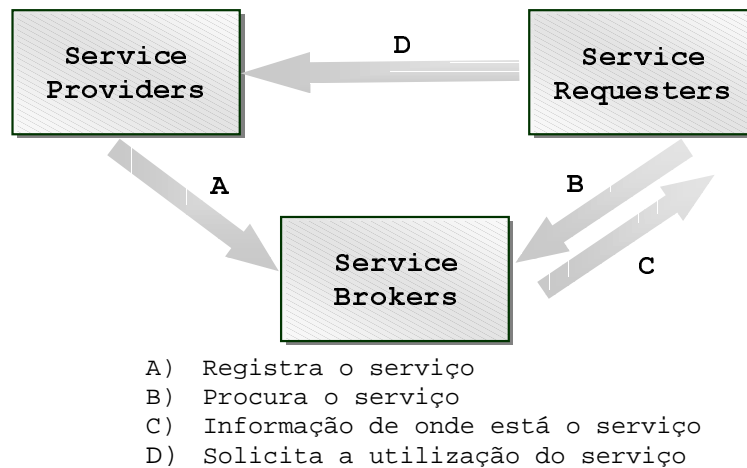 Service
Providers
D
Service
Requesters
A
B
Service
Brokers
C
A) Registra o serviço
B) Procura o serviço
C) Informação de onde está o serviço
D) Solicita a utilização do serviço